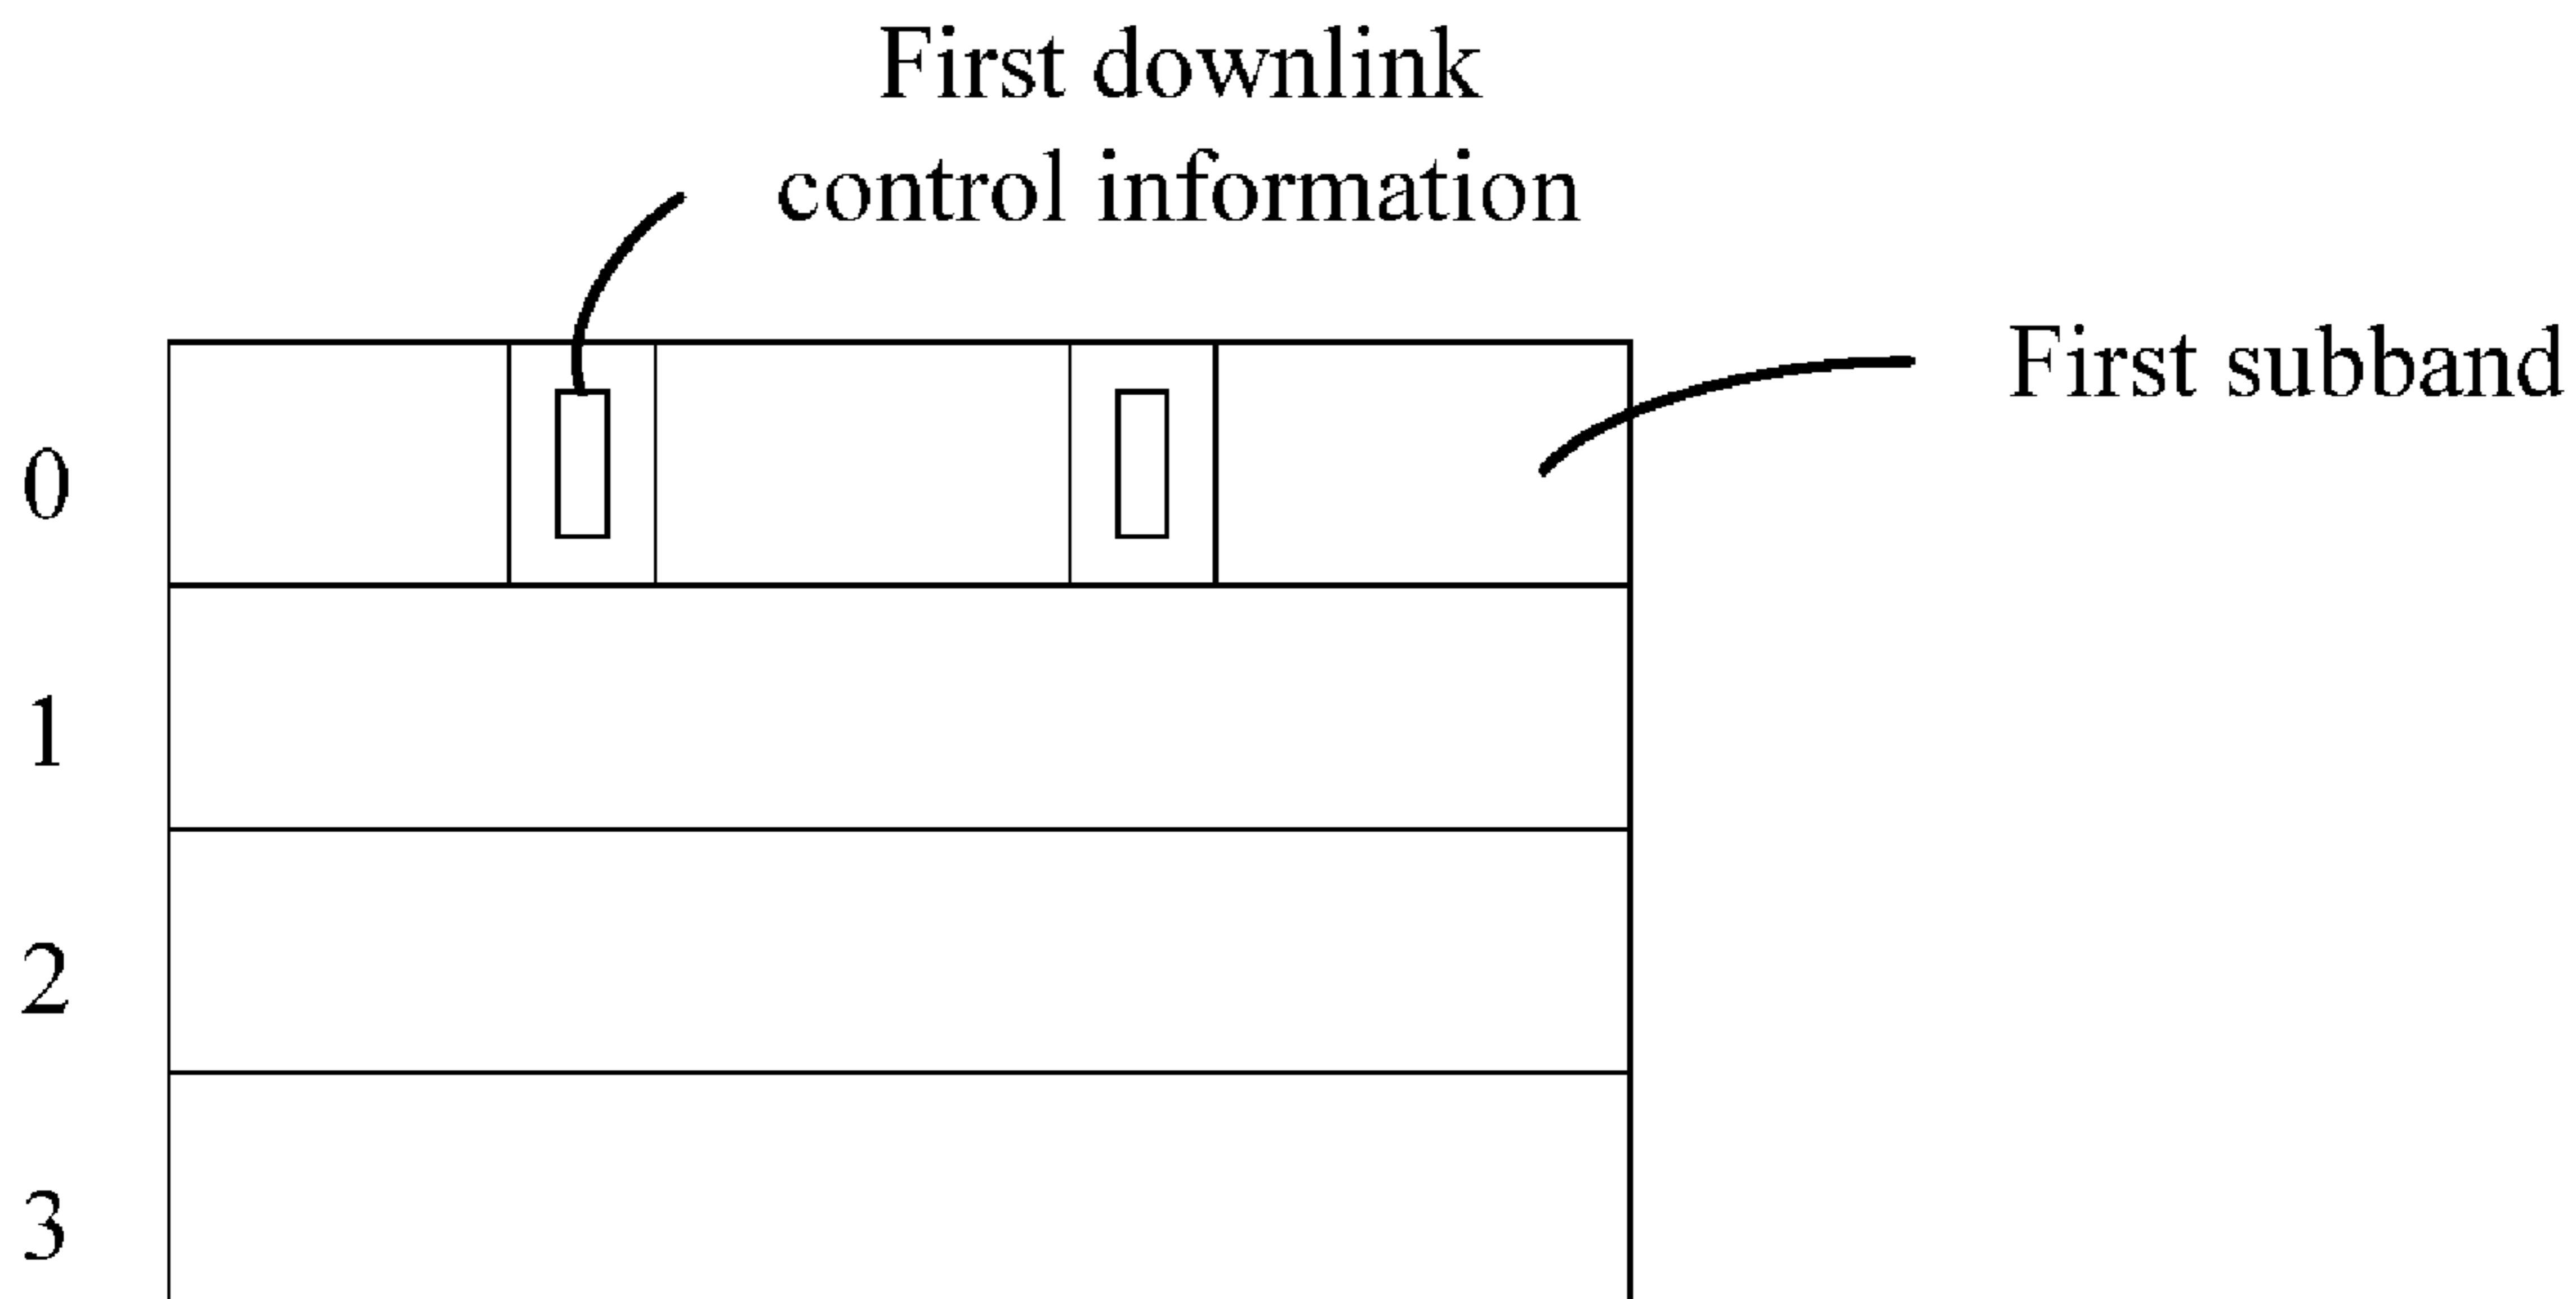 First downlink
control information
First subband
0
1
2
3